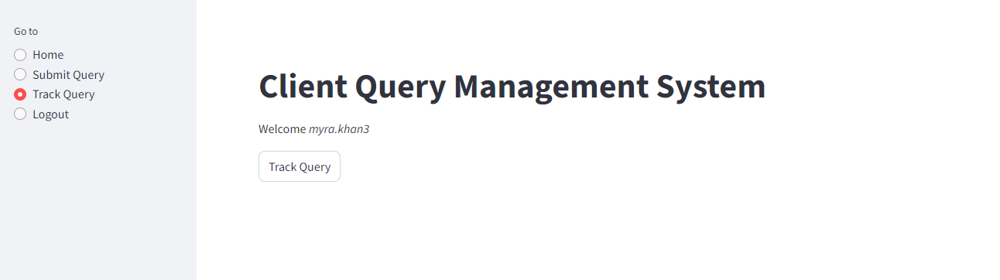 Go to
Home
Submit Query
Track Query
Logout
Client Query Management System
Welcome myra.khan3
Track Query